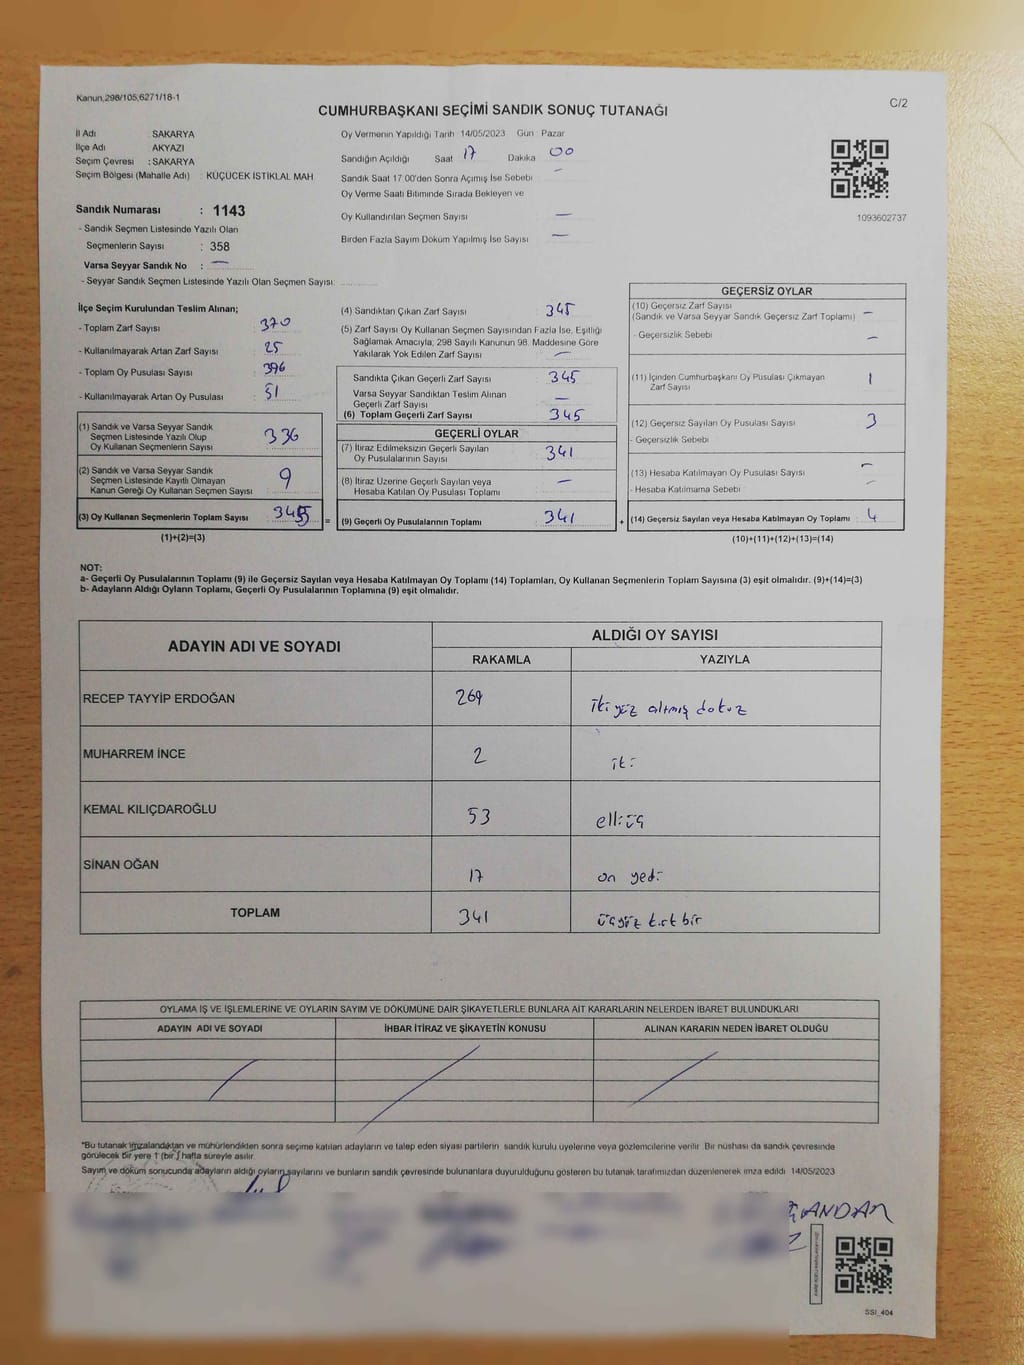 Kanun,298/105,6271/18-1
C/2
CUMHURBAŞKANI SEÇİMİ SANDIK SONUÇ TUTANAĞI
İl Adı : SAKARYA
İlçe Adı : AKYAZI
Seçim Çevresi : SAKARYA
Seçim Bölgesi (Mahalle Adı) : KÜÇÜCEK İSTİKLAL MAH
Sandık Numarası : 1143
- Sandık Seçmen Listesinde Yazılı Olan
Seçmenlerin Sayısı : 358
Varsa Seyyar Sandık No : —
- Seyyar Sandık Seçmen Listesinde Yazılı Olan Seçmen Sayısı
Oy Vermenin Yapıldığı Tarih 14/05/2023 Gün Pazar
Sandığın Açıldığı Saat 17 Dakika 00
Sandık Saat 17:00'den Sonra Açmış İse Sebebi —
Oy Verme Saati Bitiminde Sırada Bekleyen ve
Oy Kullandırılan Seçmen Sayısı —
Birden Fazla Sayım Döküm Yapılmış İse Sayısı —
1093602737
İlçe Seçim Kurulundan Teslim Alınan;
- Toplam Zarf Sayısı 370
- Kullanılmayarak Artan Zarf Sayısı 25
- Toplam Oy Pusulası Sayısı 396
- Kullanılmayarak Artan Oy Pusulası 51
(1) Sandık ve Varsa Seyyar Sandık
Seçmen Listesinde Yazılı Olup
Oy Kullanan Seçmenlerin Sayısı 336
(2) Sandık ve Varsa Seyyar Sandık
Seçmen Listesinde Kayıtlı Olmayan
Kanun Gereği Oy Kullanan Seçmen Sayısı 9
(3) Oy Kullanan Seçmenlerin Toplam Sayısı 345 =
(1)+(2)=(3)
(4) Sandıktan Çıkan Zarf Sayısı 345
(5) Zarf Sayısı Oy Kullanan Seçmen Sayısından Fazla İse, Eşitliği
Sağlamak Amacıyla, 298 Sayılı Kanunun 98. Maddesine Göre
Yakılarak Yok Edilen Zarf Sayısı —
Sandıkta Çıkan Geçerli Zarf Sayısı 345
Varsa Seyyar Sandıktan Teslim Alınan
Geçerli Zarf Sayısı —
(6) Toplam Geçerli Zarf Sayısı 345
GEÇERLİ OYLAR
(7) İtiraz Edilmeksizin Geçerli Sayılan
Oy Pusulalarının Sayısı 341
(8) İtiraz Üzerine Geçerli Sayılan veya
Hesaba Katılan Oy Pusulası Toplamı —
(9) Geçerli Oy Pusulalarının Toplamı 341 +
GEÇERSİZ OYLAR
(10) Geçersiz Zarf Sayısı
(Sandık ve Varsa Seyyar Sandık Geçersiz Zarf Toplamı) —
- Geçersizlik Sebebi —
(11) İçinden Cumhurbaşkanı Oy Pusulası Çıkmayan
Zarf Sayısı 1
(12) Geçersiz Sayılan Oy Pusulası Sayısı 3
- Geçersizlik Sebebi
(13) Hesaba Katılmayan Oy Pusulası Sayısı —
- Hesaba Katılmama Sebebi —
(14) Geçersiz Sayılan veya Hesaba Katılmayan Oy Toplamı 4
(10)+(11)+(12)+(13)=(14)
NOT:
a- Geçerli Oy Pusulalarının Toplamı (9) ile Geçersiz Sayılan veya Hesaba Katılmayan Oy Toplamı (14) Toplamları, Oy Kullanan Seçmenlerin Toplam Sayısına (3) eşit olmalıdır. (9)+(14)=(3)
b- Adayların Aldığı Oyların Toplamı, Geçerli Oy Pusulalarının Toplamına (9) eşit olmalıdır.
ADAYIN ADI VE SOYADI ALDIĞI OY SAYISI
RAKAMLA YAZIYLA
RECEP TAYYİP ERDOĞAN 269 iki yüz altmış dokuz
MUHARREM İNCE 2 iki
KEMAL KILIÇDAROĞLU 53 elli üç
SİNAN OĞAN 17 on yedi
TOPLAM 341 üçyüz kırk bir
OYLAMA İŞ VE İŞLEMLERİNE VE OYLARIN SAYIM VE DÖKÜMÜNE DAİR ŞİKAYETLERLE BUNLARA AİT KARARLARIN NELERDEN İBARET BULUNDUKLARI
ADAYIN ADI VE SOYADI İHBAR İTİRAZ VE ŞİKAYETİN KONUSU ALINAN KARARIN NEDEN İBARET OLDUĞU
*Bu tutanak imzalandıktan ve mühürlendikten sonra seçime katılan adayların ve talep eden siyasi partilerin sandık kurulu üyelerine veya gözlemcilerine verilir. Bir nüshası da sandık çevresinde
görülecek bir yere 1 (bir) hafta süreyle asılır.
Sayım ve döküm sonucunda adayların aldığı oyların sayılarını ve bunların sandık çevresinde bulunanlara duyurulduğunu gösteren bu tutanak tarafımızdan düzenlenerek imza edildi 14/05/2023
SSİ_404